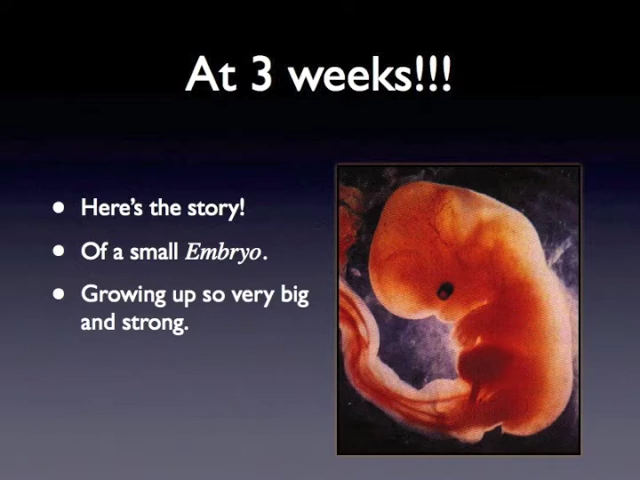 At 3 weeks!!!
• Here’s the story!
• Of a small Embryo.
• Growing up so very big
and strong.